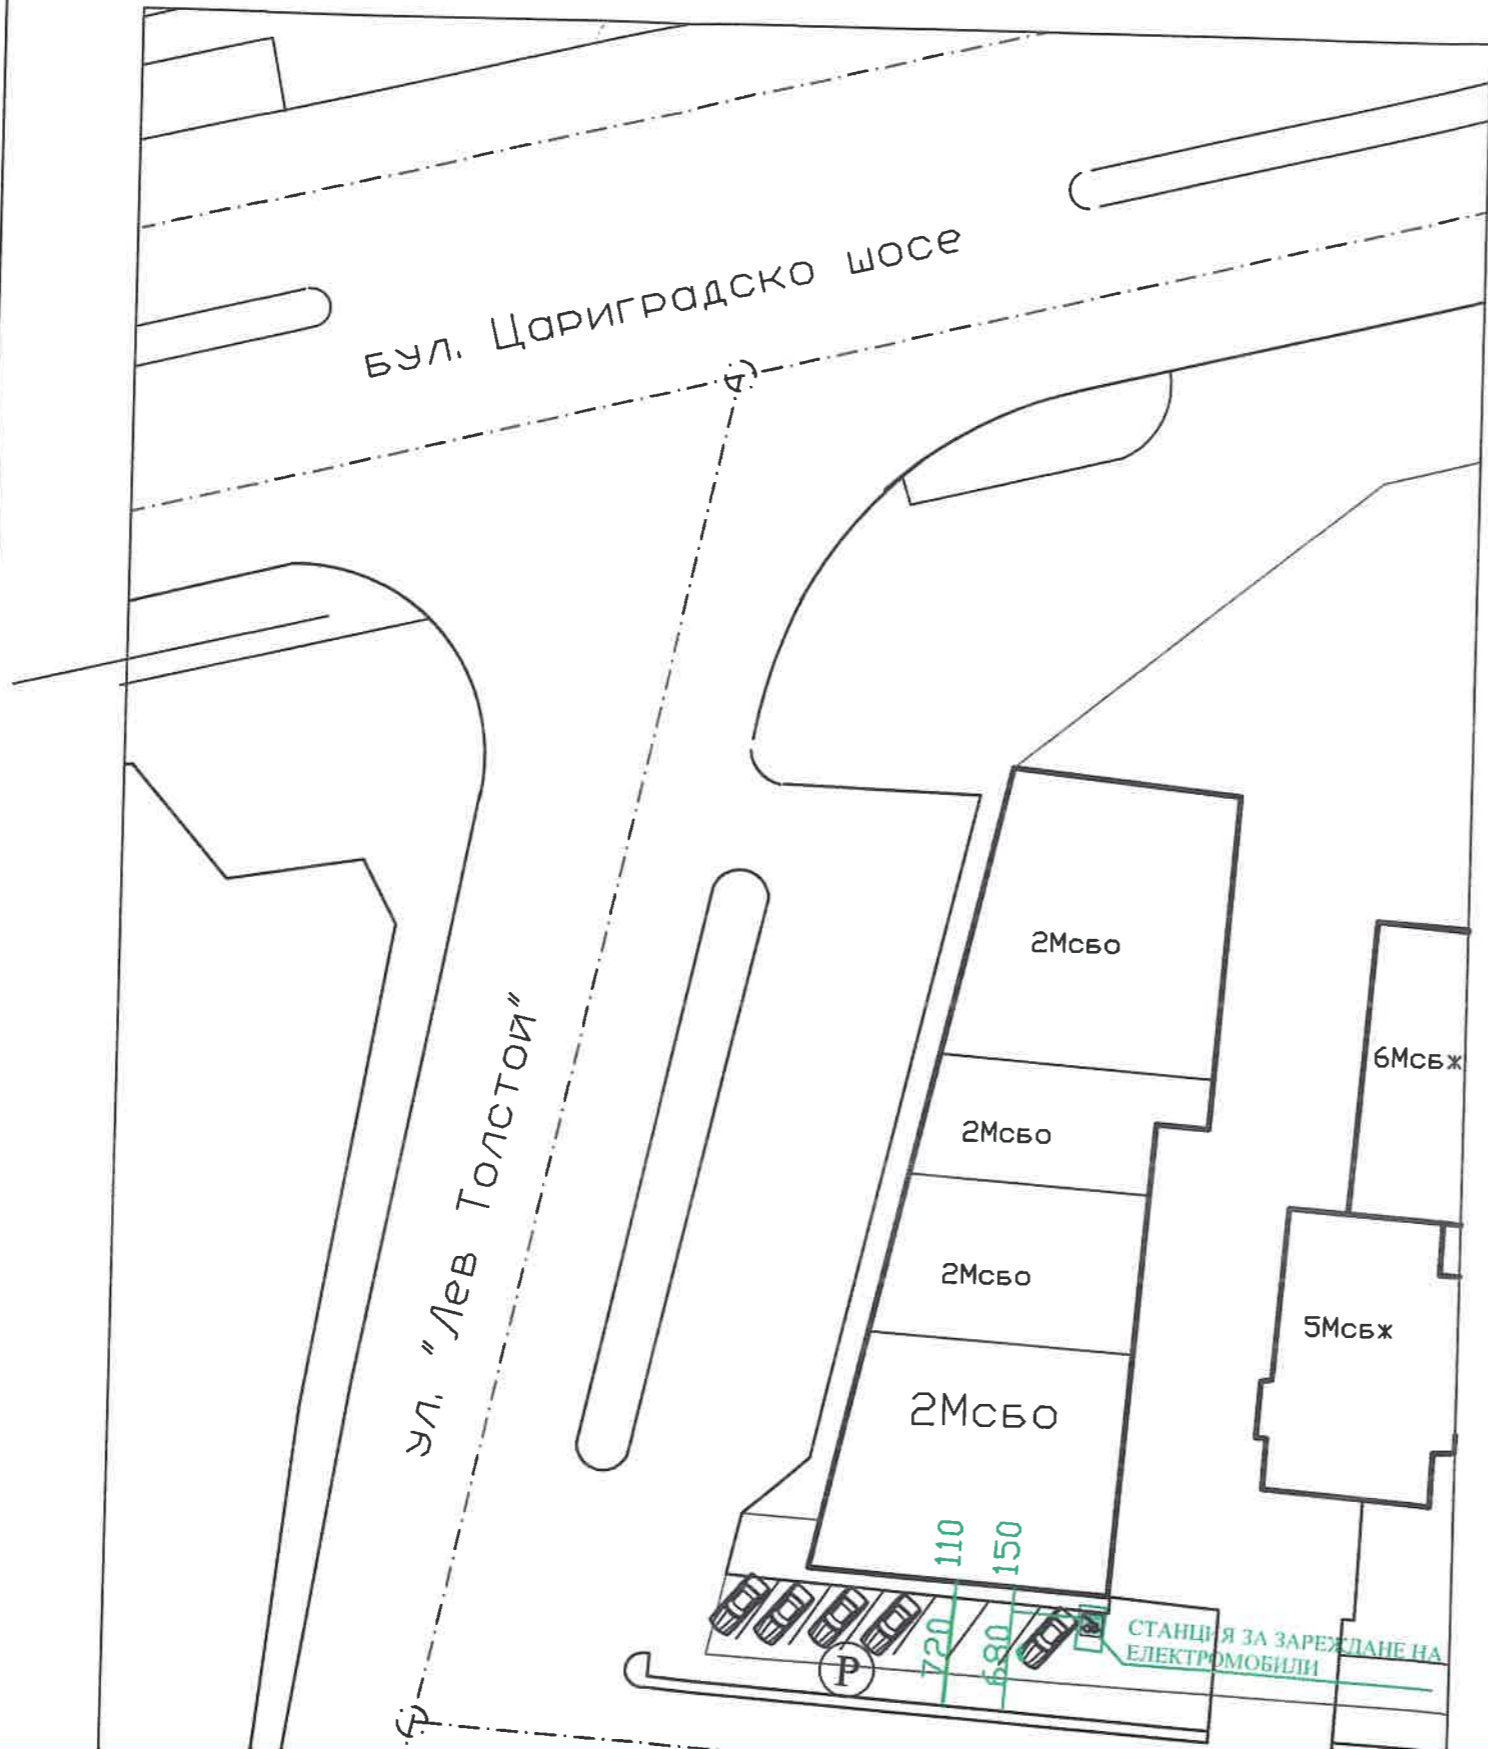 БУЛ. Цариградско шосе
ул. "Лев Толстой"
2МсБО
6МсБЖ
2МсБО
2МсБО
5МсБЖ
2МсБО
110
150
720
680
P
СТАНЦИЯ ЗА ЗАРЕЖДАНЕ НА
ЕЛЕКТРОМОБИЛИ